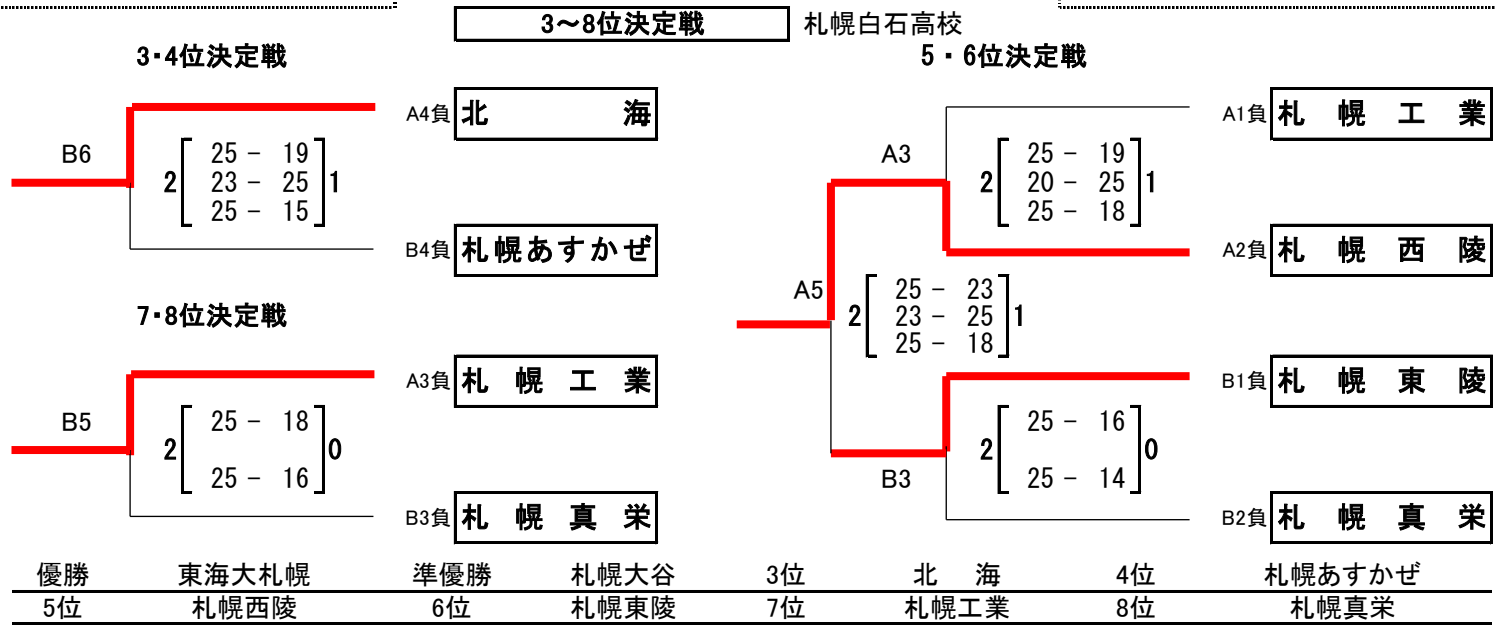 3～8位決定戦 札幌白石高校
3・4位決定戦
A4負 北 海
B6
2 25 － 19 1
23 － 25
25 － 15
B4負 札幌あすかぜ
7・8位決定戦
A3負 札 幌 工 業
B5
2 25 － 18 0
25 － 16
B3負 札 幌 真 栄
5・6位決定戦
A1負 札 幌 工 業
A3
2 25 － 19 1
20 － 25
25 － 18
A2負 札 幌 西 陵
A5
2 25 － 23 1
23 － 25
25 － 18
B1負 札 幌 東 陵
2 25 － 16 0
25 － 14
B3
B2負 札 幌 真 栄
優勝 東海大札幌 準優勝 札幌大谷 3位 北 海 4位 札幌あすかぜ
5位 札幌西陵 6位 札幌東陵 7位 札幌工業 8位 札幌真栄